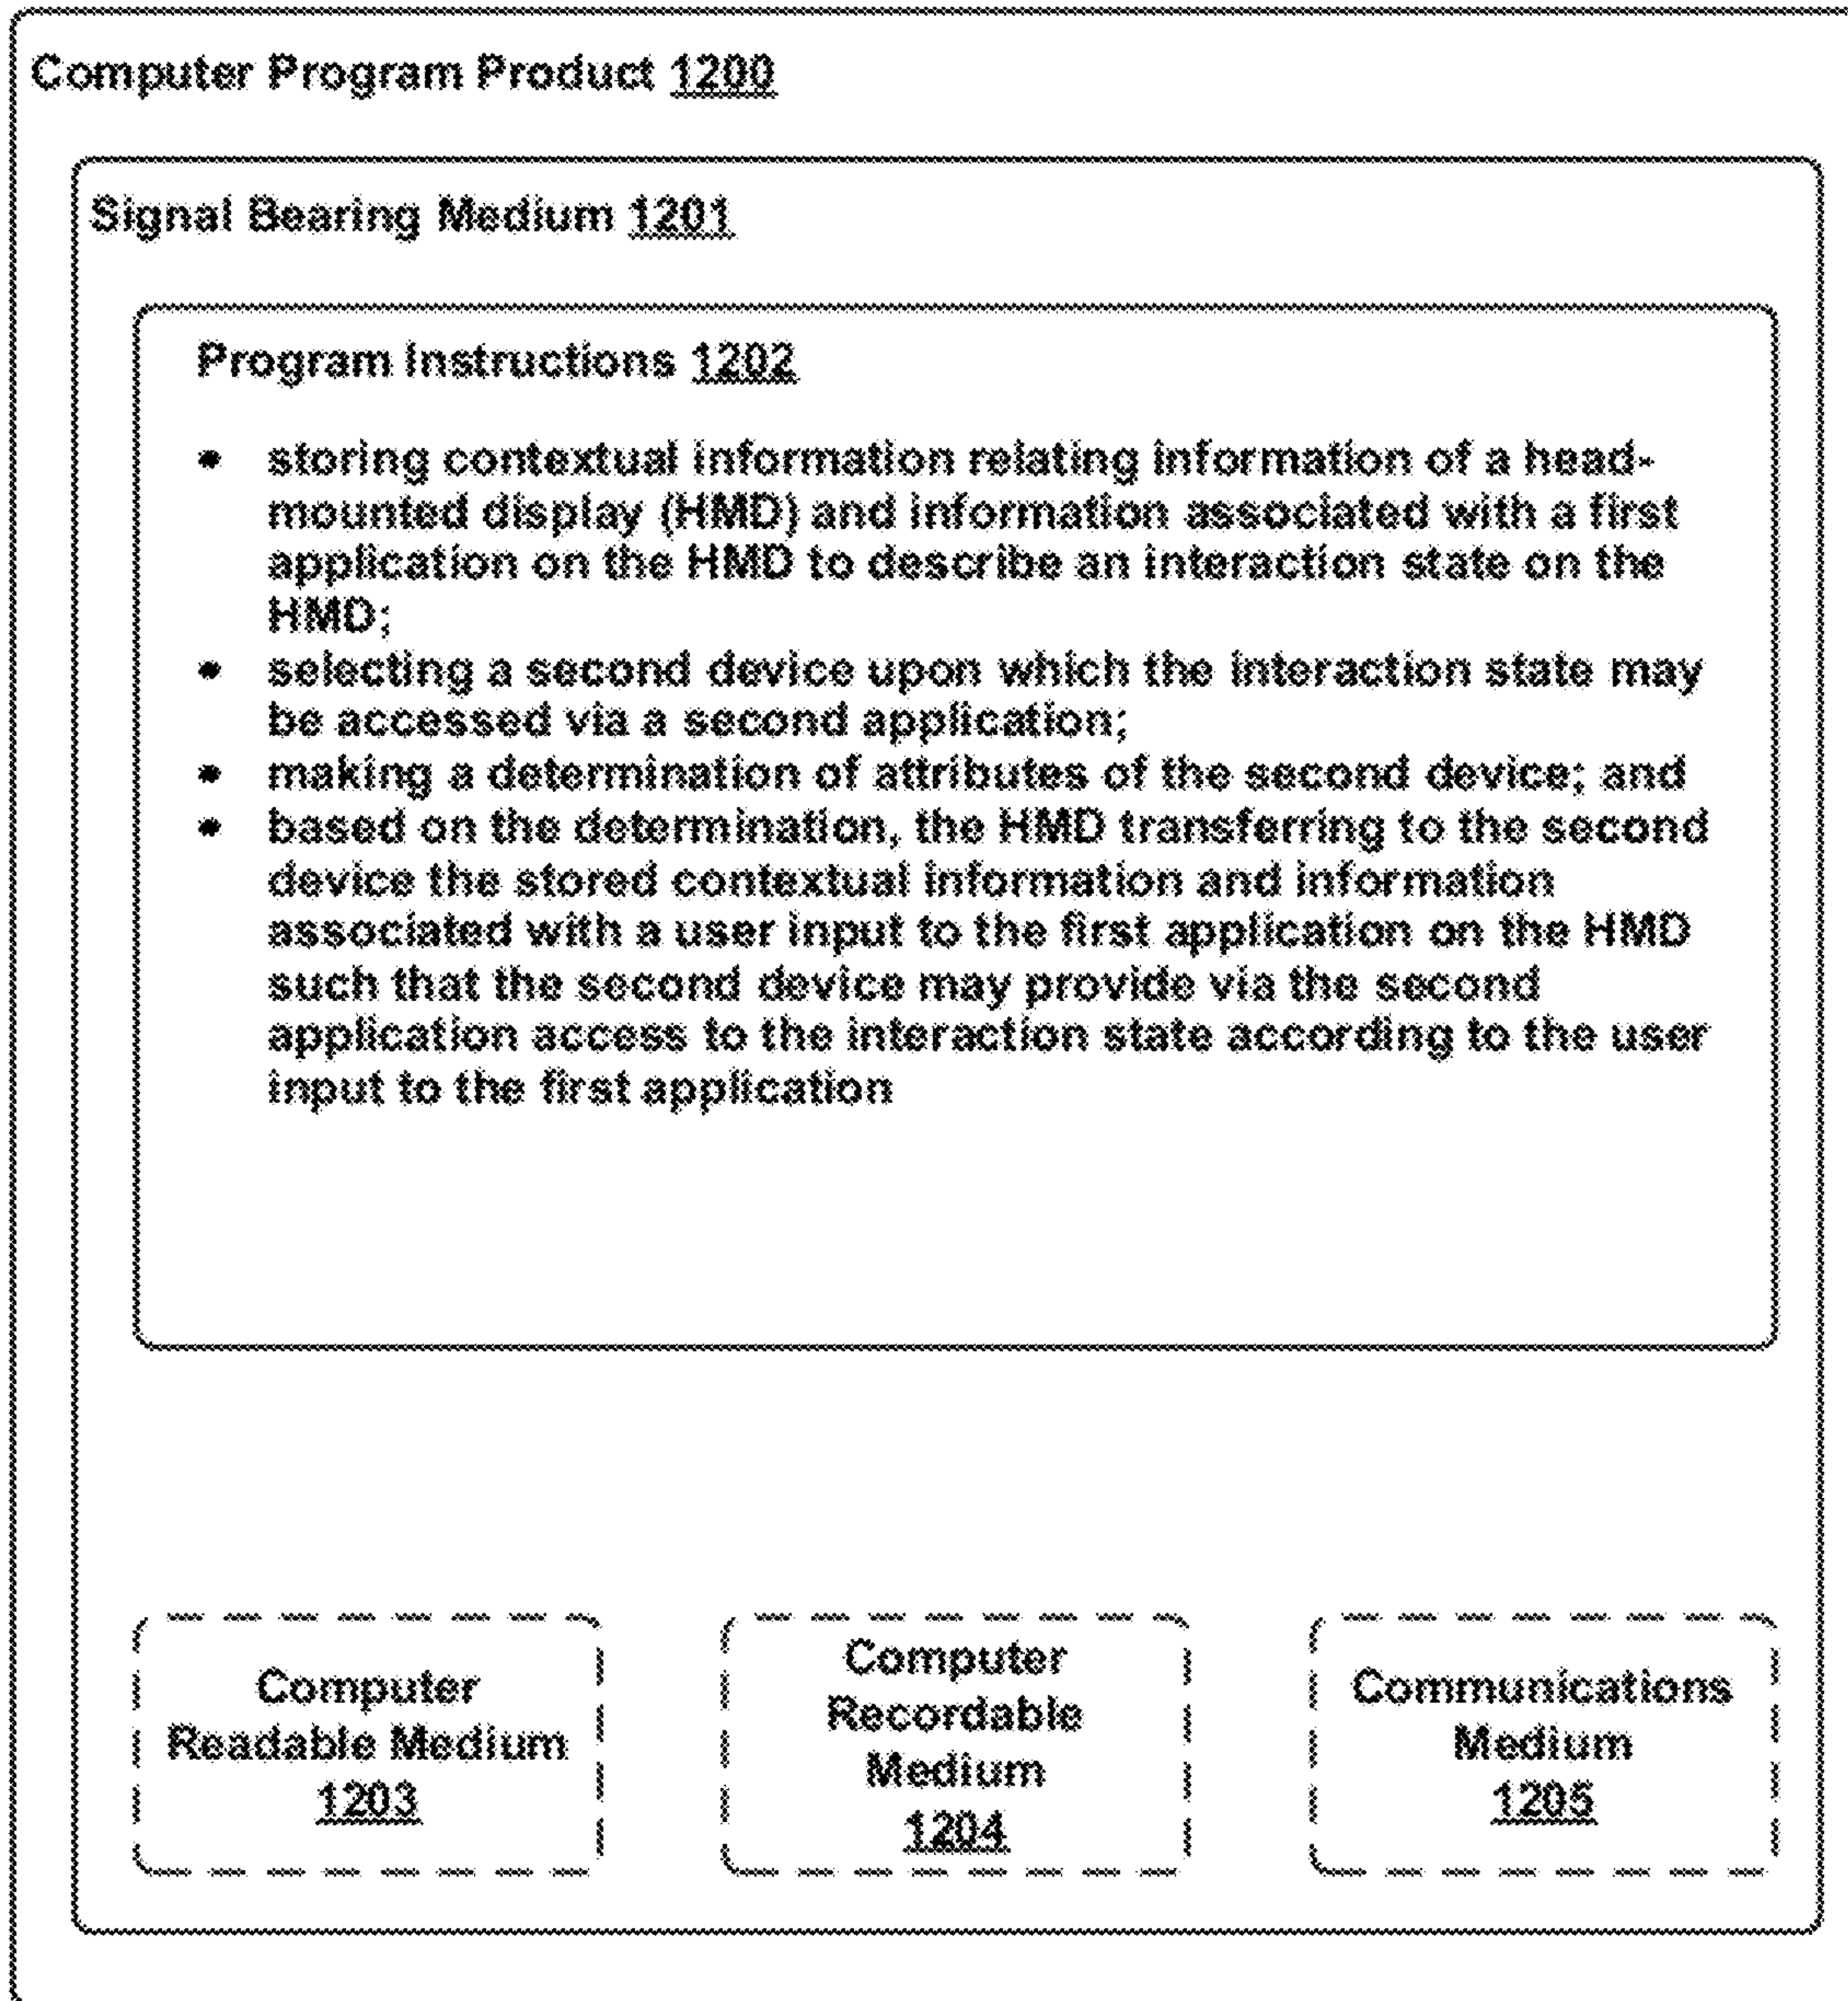 Computer Program Product 1200
Signal Bearing Medium 1201
Program Instructions 1202
• storing contextual information relating information of a head-
mounted display (HMD) and information associated with a first
application on the HMD to describe an interaction state on the
HMD;
• selecting a second device upon which the interaction state may
be accessed via a second application;
• making a determination of attributes of the second device; and
• based on the determination, the HMD transferring to the second
device the stored contextual information and information
associated with a user input to the first application on the HMD
such that the second device may provide via the second
application access to the interaction state according to the user
input to the first application
Computer
Readable Medium
1203
Computer
Recordable
Medium
1204
Communications
Medium
1205